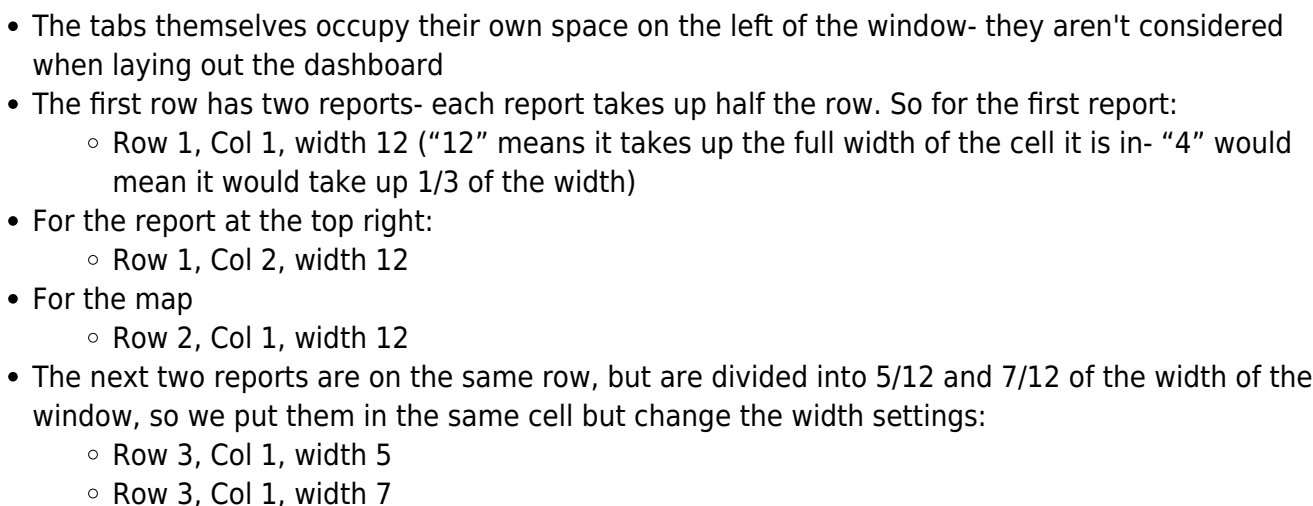 • The tabs themselves occupy their own space on the left of the window- they aren't considered
when laying out the dashboard
• The first row has two reports- each report takes up half the row. So for the first report:
◦ Row 1, Col 1, width 12 (“12” means it takes up the full width of the cell it is in- “4” would
mean it would take up 1/3 of the width)
• For the report at the top right:
◦ Row 1, Col 2, width 12
• For the map
◦ Row 2, Col 1, width 12
• The next two reports are on the same row, but are divided into 5/12 and 7/12 of the width of the
window, so we put them in the same cell but change the width settings:
◦ Row 3, Col 1, width 5
◦ Row 3, Col 1, width 7